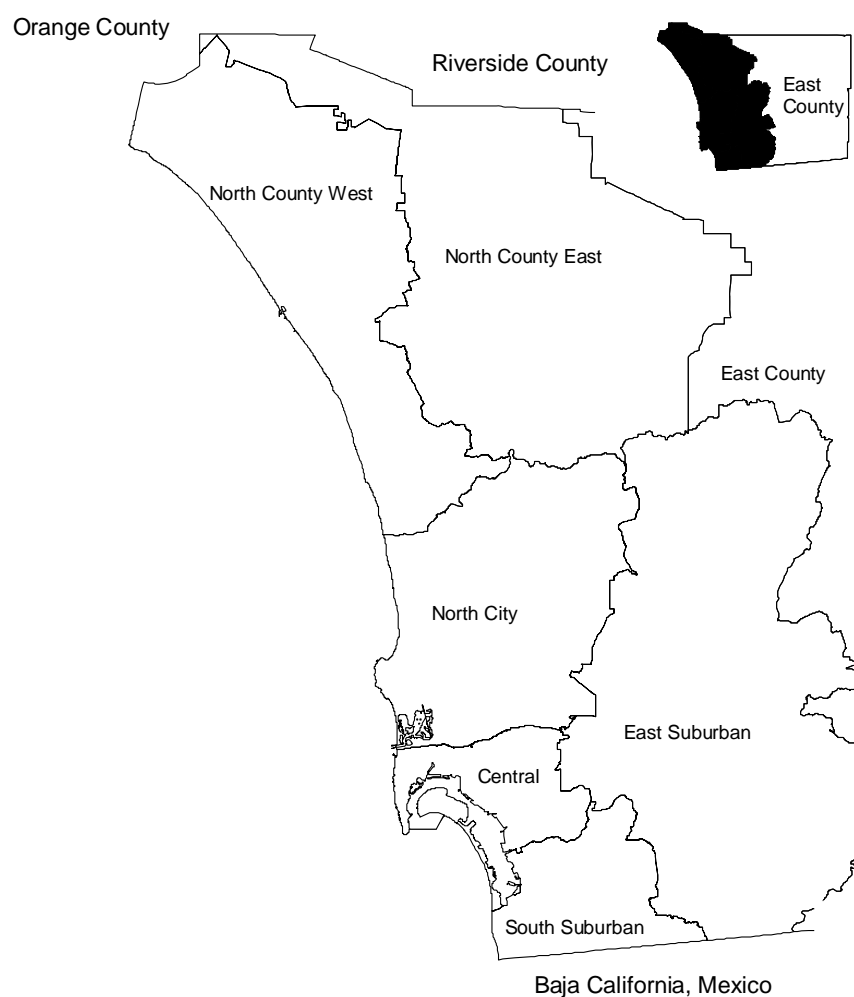 Orange County
Riverside County
East
County
North County West
North County East
East County
North City
East Suburban
Central
South Suburban
Baja California, Mexico